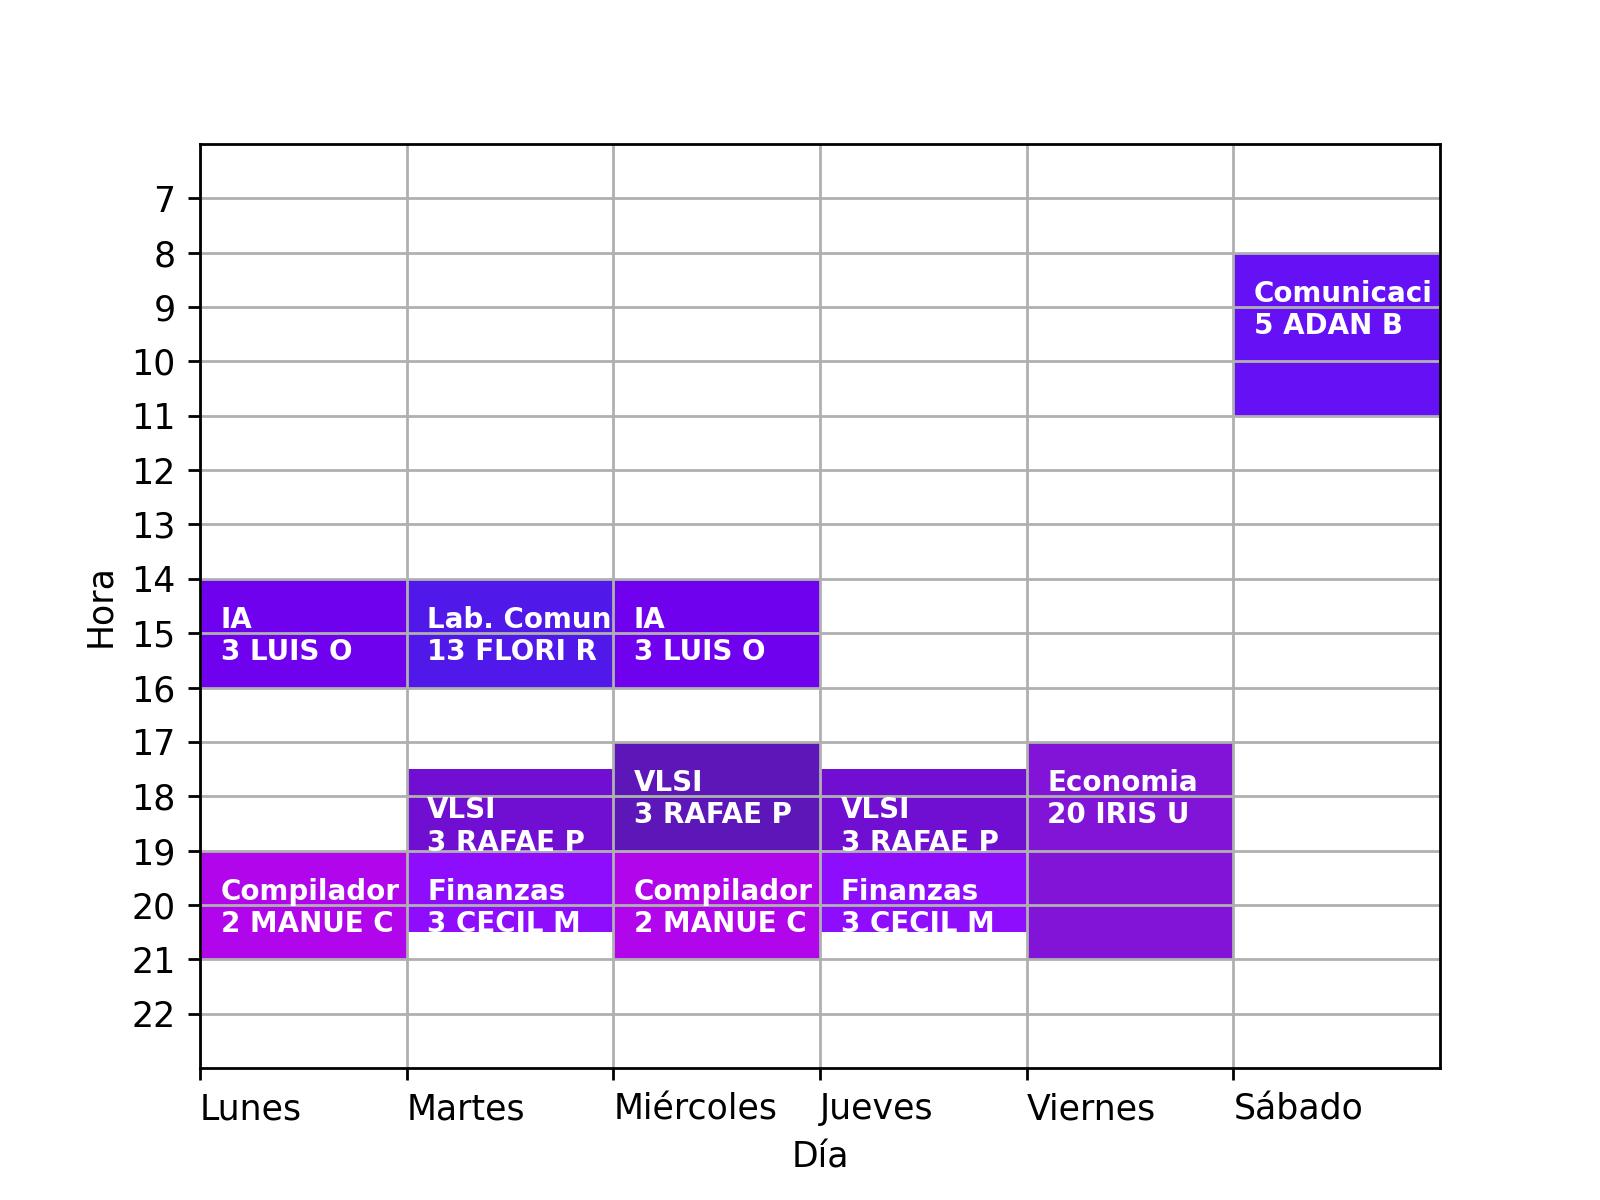 7
8
Comunicaci
9
5 ADAN B
10
11
12
13
14
IA
3 LUIS O
Lab. Comun
13 FLORI R
IA
3 LUIS O
15
16
17
VLSI
3 RAFAE P
VLSI
3 RAFAE P
VLSI
3 RAFAE P
Economia
20 IRIS U
18
19
Compilador
2 MANUE C
Finanzas
3 CECIL M
Compilador
2 MANUE C
Finanzas
3 CECIL M
20
21
22
Hora
Lunes Martes Miércoles Jueves Viernes Sábado
Día